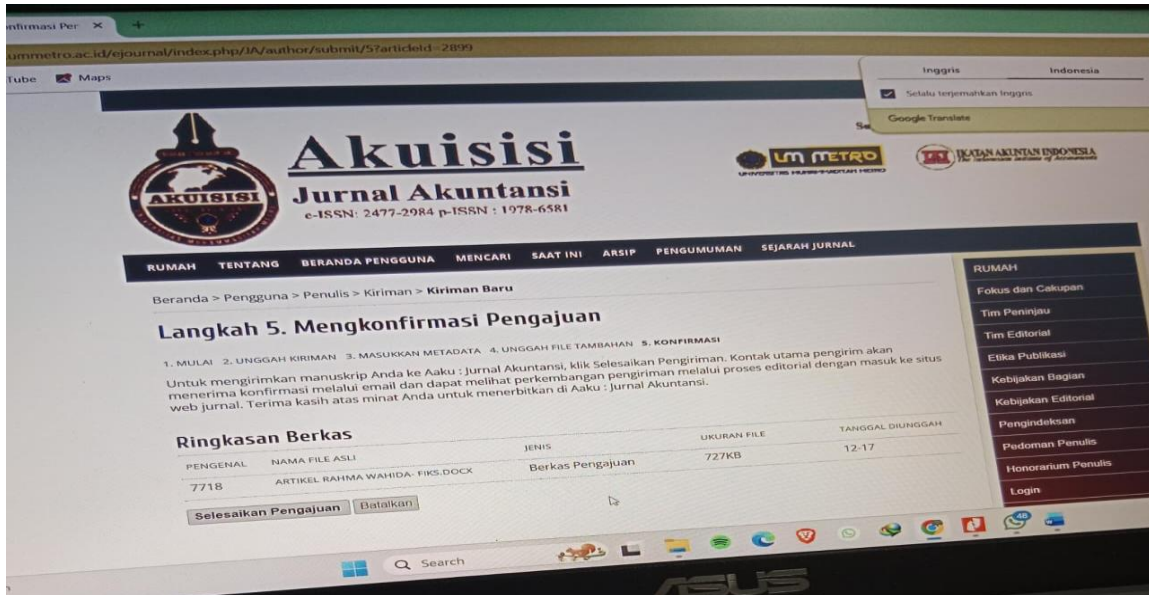 nfirmasi Per
ummetro.ac.id/ejournal/index.php/JA/author/submit/5?articleId=2899
Tube Maps
Inggris Indonesia
Selalu terjemahkan Inggris
Google Translate
Se
Akuisisi
Jurnal Akuntansi
e-ISSN: 2477-2984 p-ISSN : 1978-6581
AKUISISI
UM METRO
IKATAN AKUNTAN INDONESIA
RUMAH TENTANG BERANDA PENGGUNA MENCARI SAAT INI ARSIP PENGUMUMAN SEJARAH JURNAL
Beranda > Pengguna > Penulis > Kiriman > Kiriman Baru
Langkah 5. Mengkonfirmasi Pengajuan
1. MULAI 2. UNGGAH KIRIMAN 3. MASUKKAN METADATA 4. UNGGAH FILE TAMBAHAN 5. KONFIRMASI
Untuk mengirimkan manuskrip Anda ke Aaku : Jurnal Akuntansi, klik Selesaikan Pengiriman. Kontak utama pengirim akan
menerima konfirmasi melalui email dan dapat melihat perkembangan pengiriman melalui proses editorial dengan masuk ke situs
web jurnal. Terima kasih atas minat Anda untuk menerbitkan di Aaku : Jurnal Akuntansi.
Ringkasan Berkas
PENGENAL NAMA FILE ASLI JENIS UKURAN FILE TANGGAL DIUNGGAH
7718 ARTIKEL RAHMA WAHIDA- FIKS.DOCX Berkas Pengajuan 727KB 12-17
Selesaikan Pengajuan Batalkan
RUMAH
Fokus dan Cakupan
Tim Peninjau
Tim Editorial
Etika Publikasi
Kebijakan Bagian
Kebijakan Editorial
Pengindeksan
Pedoman Penulis
Honorarium Penulis
Login
Search
48
ASUS